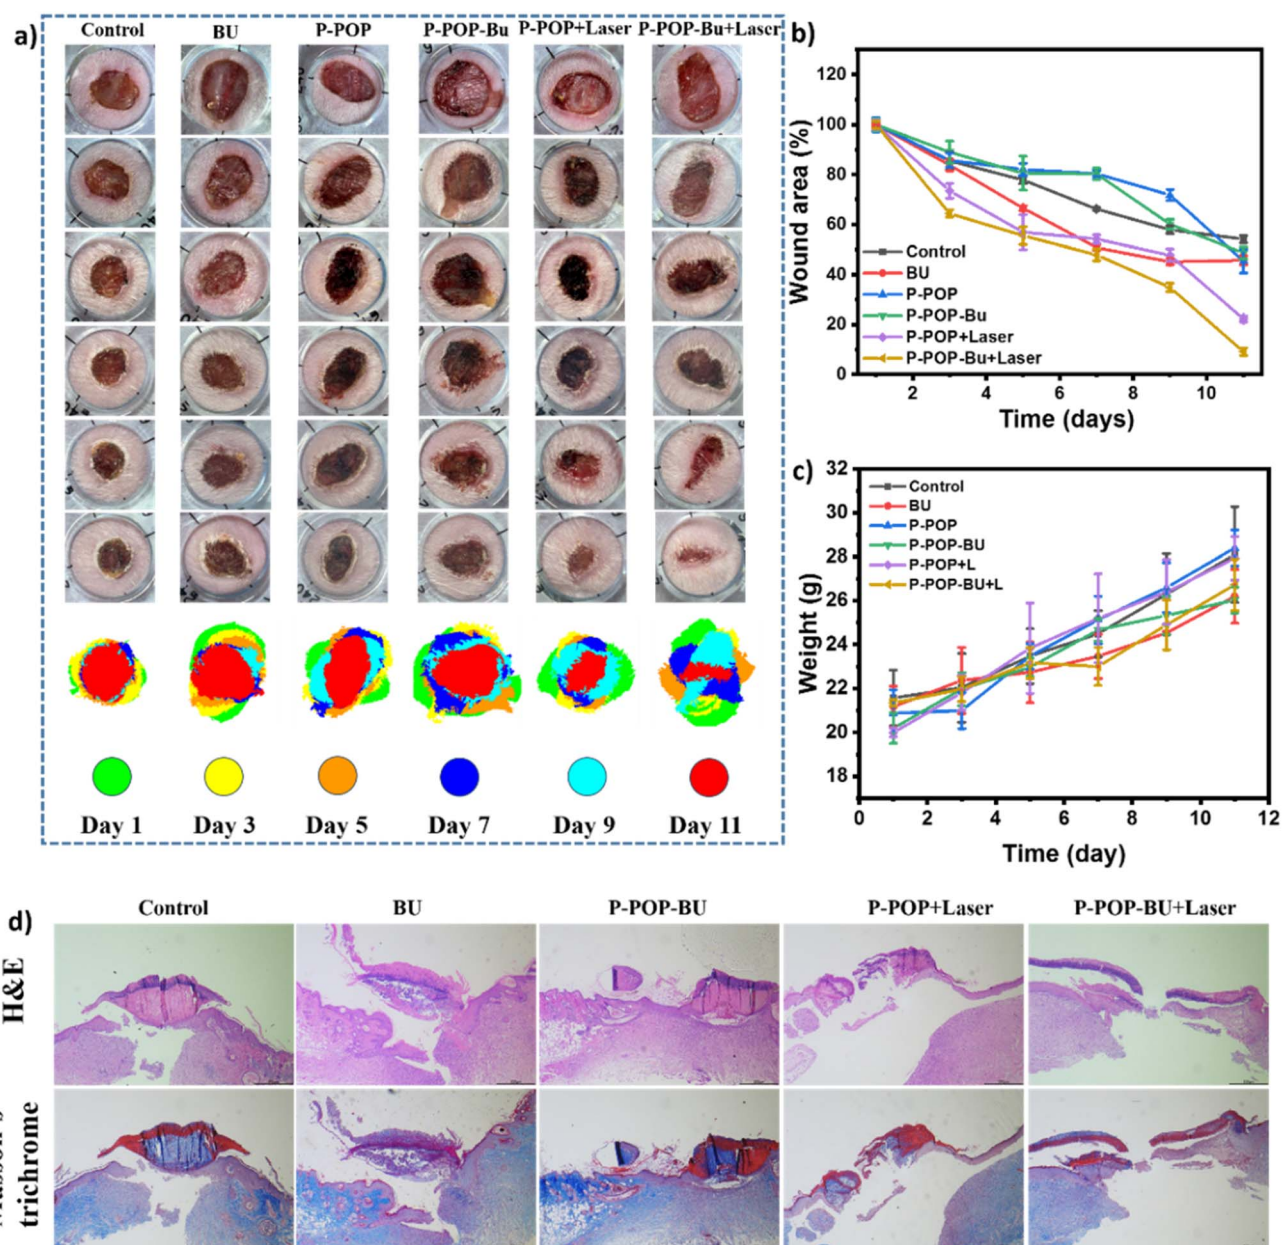 a)
Control BU P-POP P-POP-Bu P-POP+Laser P-POP-Bu+Laser
Day 1 Day 3 Day 5 Day 7 Day 9 Day 11
b)
Wound area (%)
120
100
80
60
40
20
0
Control
BU
P-POP
P-POP-Bu
P-POP+Laser
P-POP-Bu+Laser
2 4 6 8 10
Time (days)
c)
Weight (g)
32
30
28
26
24
22
20
18
Control
BU
P-POP
P-POP-BU
P-POP+L
P-POP-BU+L
0 2 4 6 8 10 12
Time (day)
d)
Control BU P-POP-BU P-POP+Laser P-POP-BU+Laser
H&E
trichrome